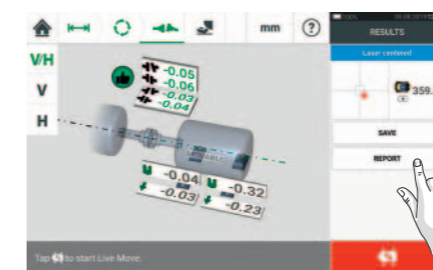 mm
?
100%
RESULTS
V/H
V
H
Laser centered
359.
SAVE
REPORT
-0.05
-0.06
-0.03
-0.04
-0.04
-0.03
-0.32
-0.23
Tap to start Live Move.